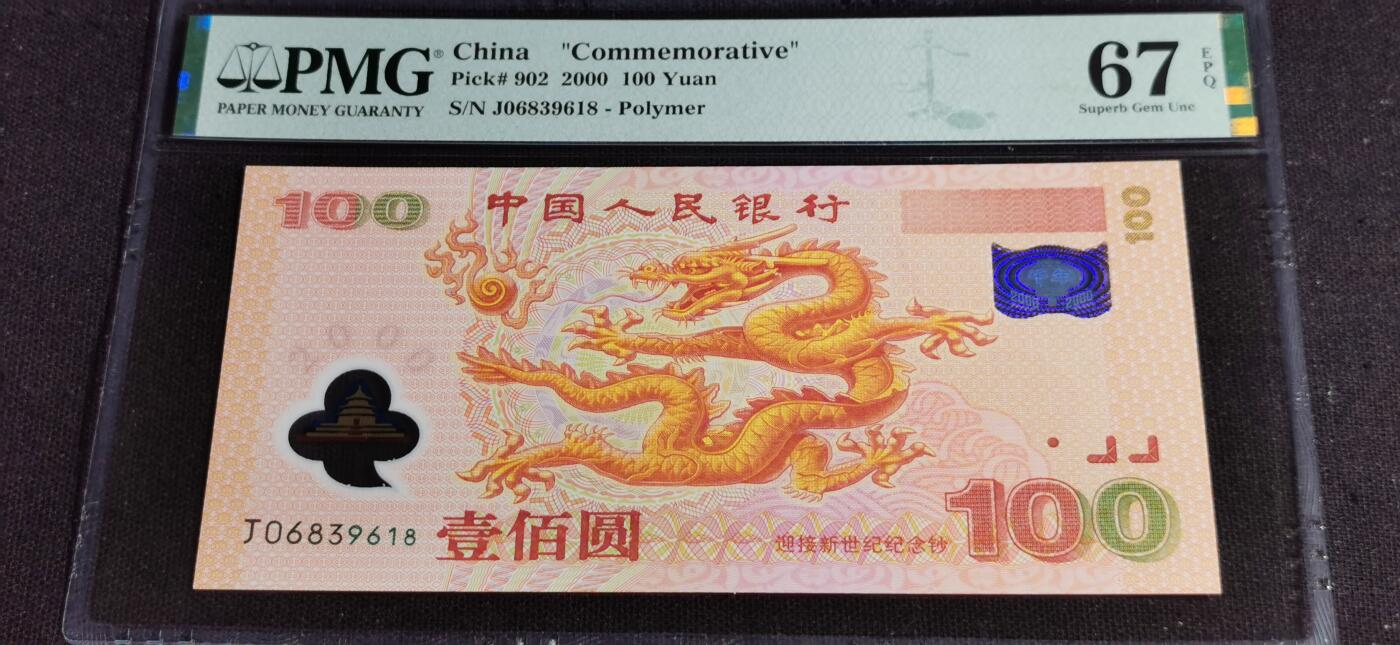 PMG® China "Commemorative"
Pick# 902 2000 100 Yuan
PAPER MONEY GUARANTY
S/N J06839618 - Polymer
67
EPQ
Superb Gem Unc
100
中国人民银行
100
2000 2000
2000
J06839618
壹佰圆
迎接新世纪纪念钞
100